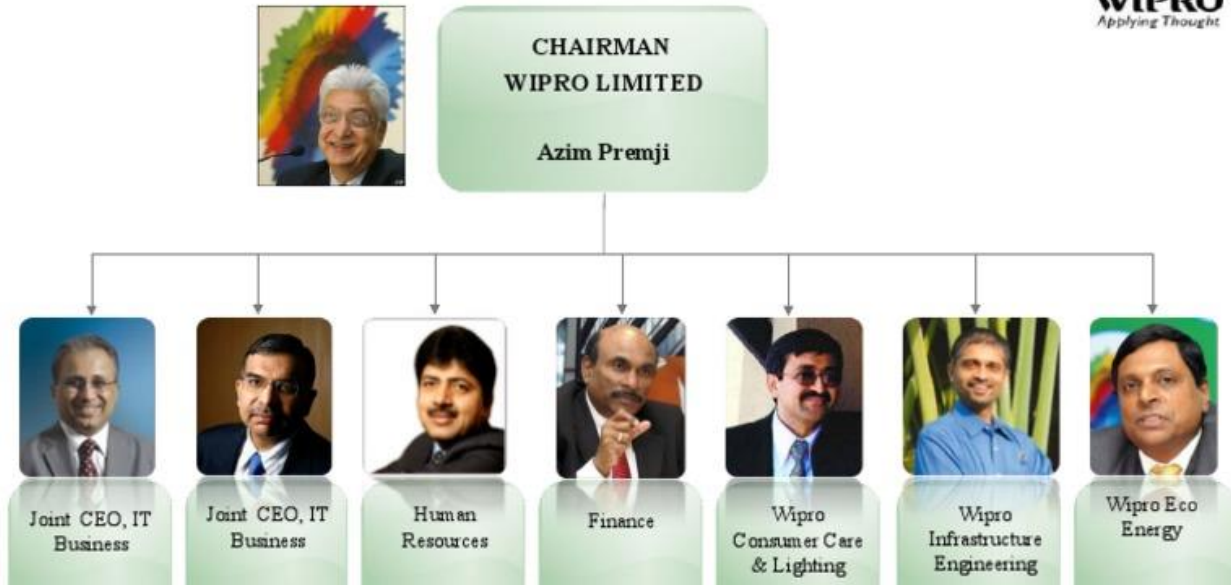 WIPRO
Applying Thought
CHAIRMAN
WIPRO LIMITED
Azim Premji
Joint CEO, IT
Business
Joint CEO, IT
Business
Human
Resources
Finance
Wipro
Consumer Care
& Lighting
Wipro
Infrastructure
Engineering
Wipro Eco
Energy